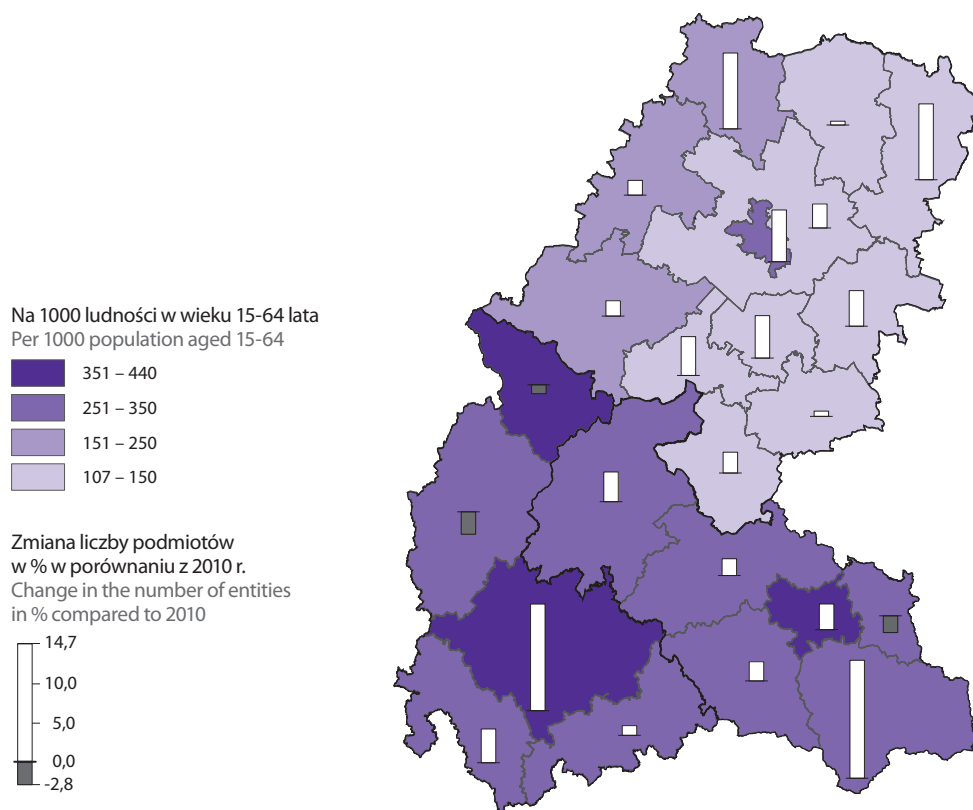 Na 1000 ludności w wieku 15-64 lata
Per 1000 population aged 15-64
351 – 440
251 – 350
151 – 250
107 – 150
Zmiana liczby podmiotów
w % w porównaniu z 2010 r.
Change in the number of entities
in % compared to 2010
14,7
10,0
5,0
0,0
-2,8